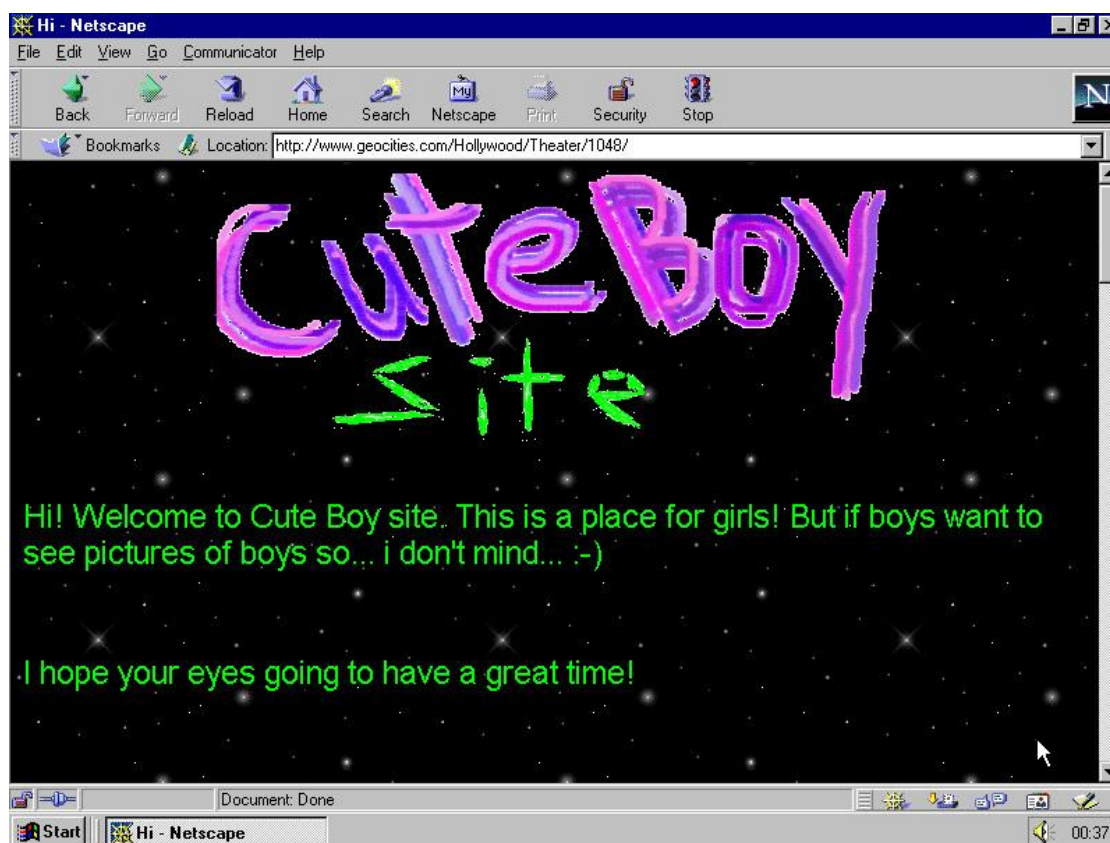 Hi - Netscape
File Edit View Go Communicator Help
Back Forward Reload Home Search My Netscape Print Security Stop N
Bookmarks Location: http://www.geocities.com/Hollywood/Theater/1048/
Cute Boy
site
Hi! Welcome to Cute Boy site. This is a place for girls! But if boys want to
see pictures of boys so... i don't mind... :-)
I hope your eyes going to have a great time!
Document: Done
Start Hi - Netscape 00:37